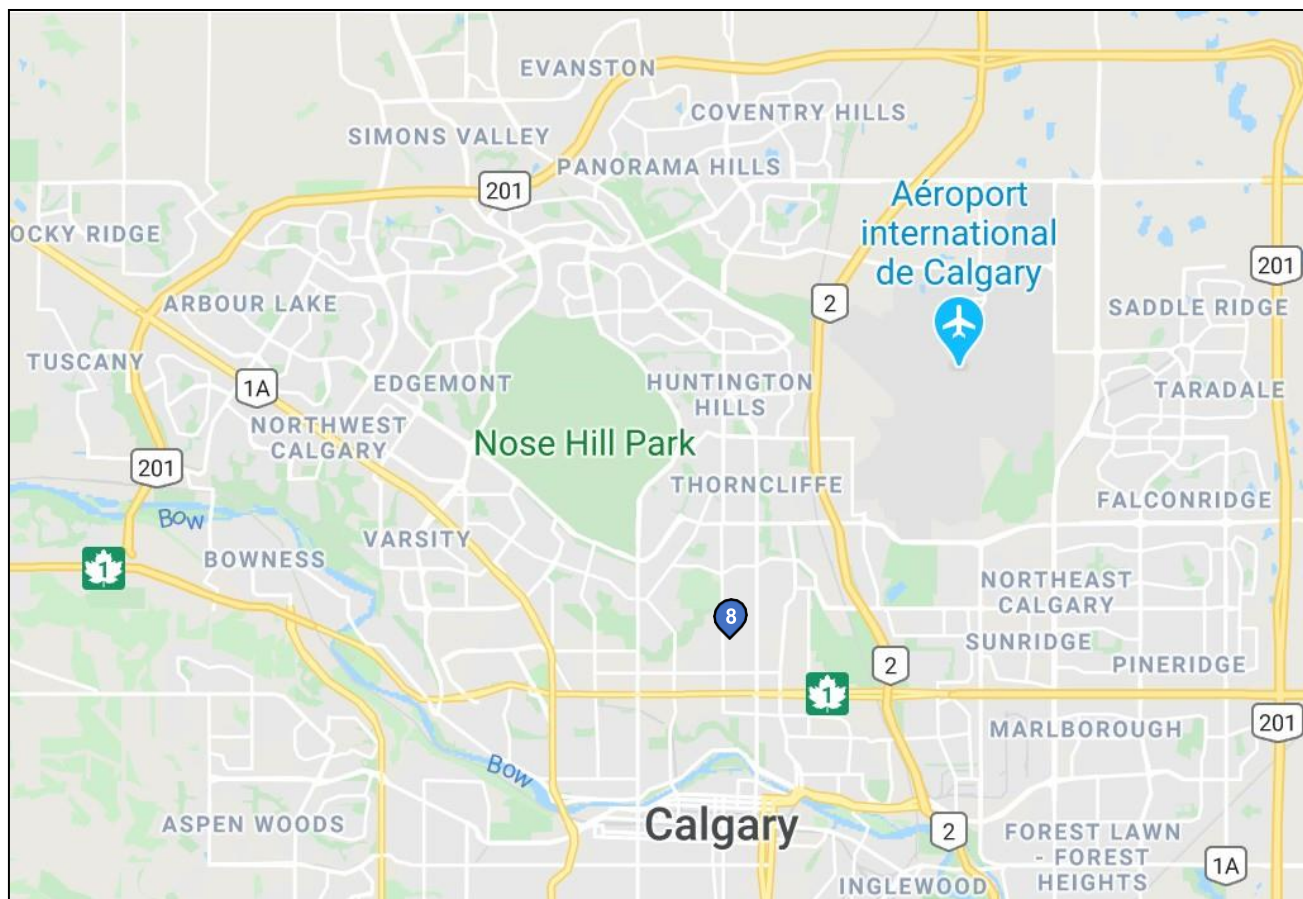 EVANSTON
COVENTRY HILLS
SIMONS VALLEY
PANORAMA HILLS
201
Aéroport
international
de Calgary
OCKY RIDGE
201
ARBOUR LAKE
2
SADDLE RIDGE
TUSCANY
1A
EDGEMONT
HUNTINGTON
HILLS
TARADALE
NORTHWEST
CALGARY
Nose Hill Park
201
THORNCLIFFE
FALCONRIDGE
Bow
VARSITY
BOWNESS
1
NORTHEAST
CALGARY
8
SUNRIDGE
2
PINERIDGE
1
MARLBOROUGH
201
Bow
ASPEN WOODS
Calgary
2
FOREST LAWN
- FOREST
HEIGHTS
1A
INGLEWOOD